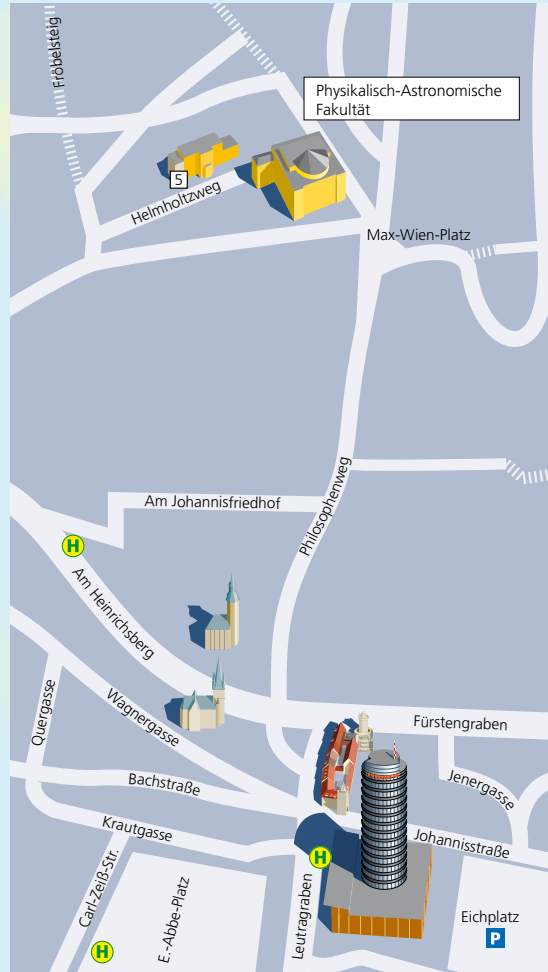 Fröbelsteig
Physikalisch-Astronomische
Fakultät
5
Helmholtzweg
Max-Wien-Platz
Philosophenweg
Am Johannisfriedhof
H
Am Heinrichsberg
Quergasse
Wagnergasse
Fürstengraben
Bachstraße
Jenergasse
Krautgasse
Johannisstraße
H
Carl-Zeiß-Str.
E.-Abbe-Platz
Leutragraben
Eichplatz
P
H